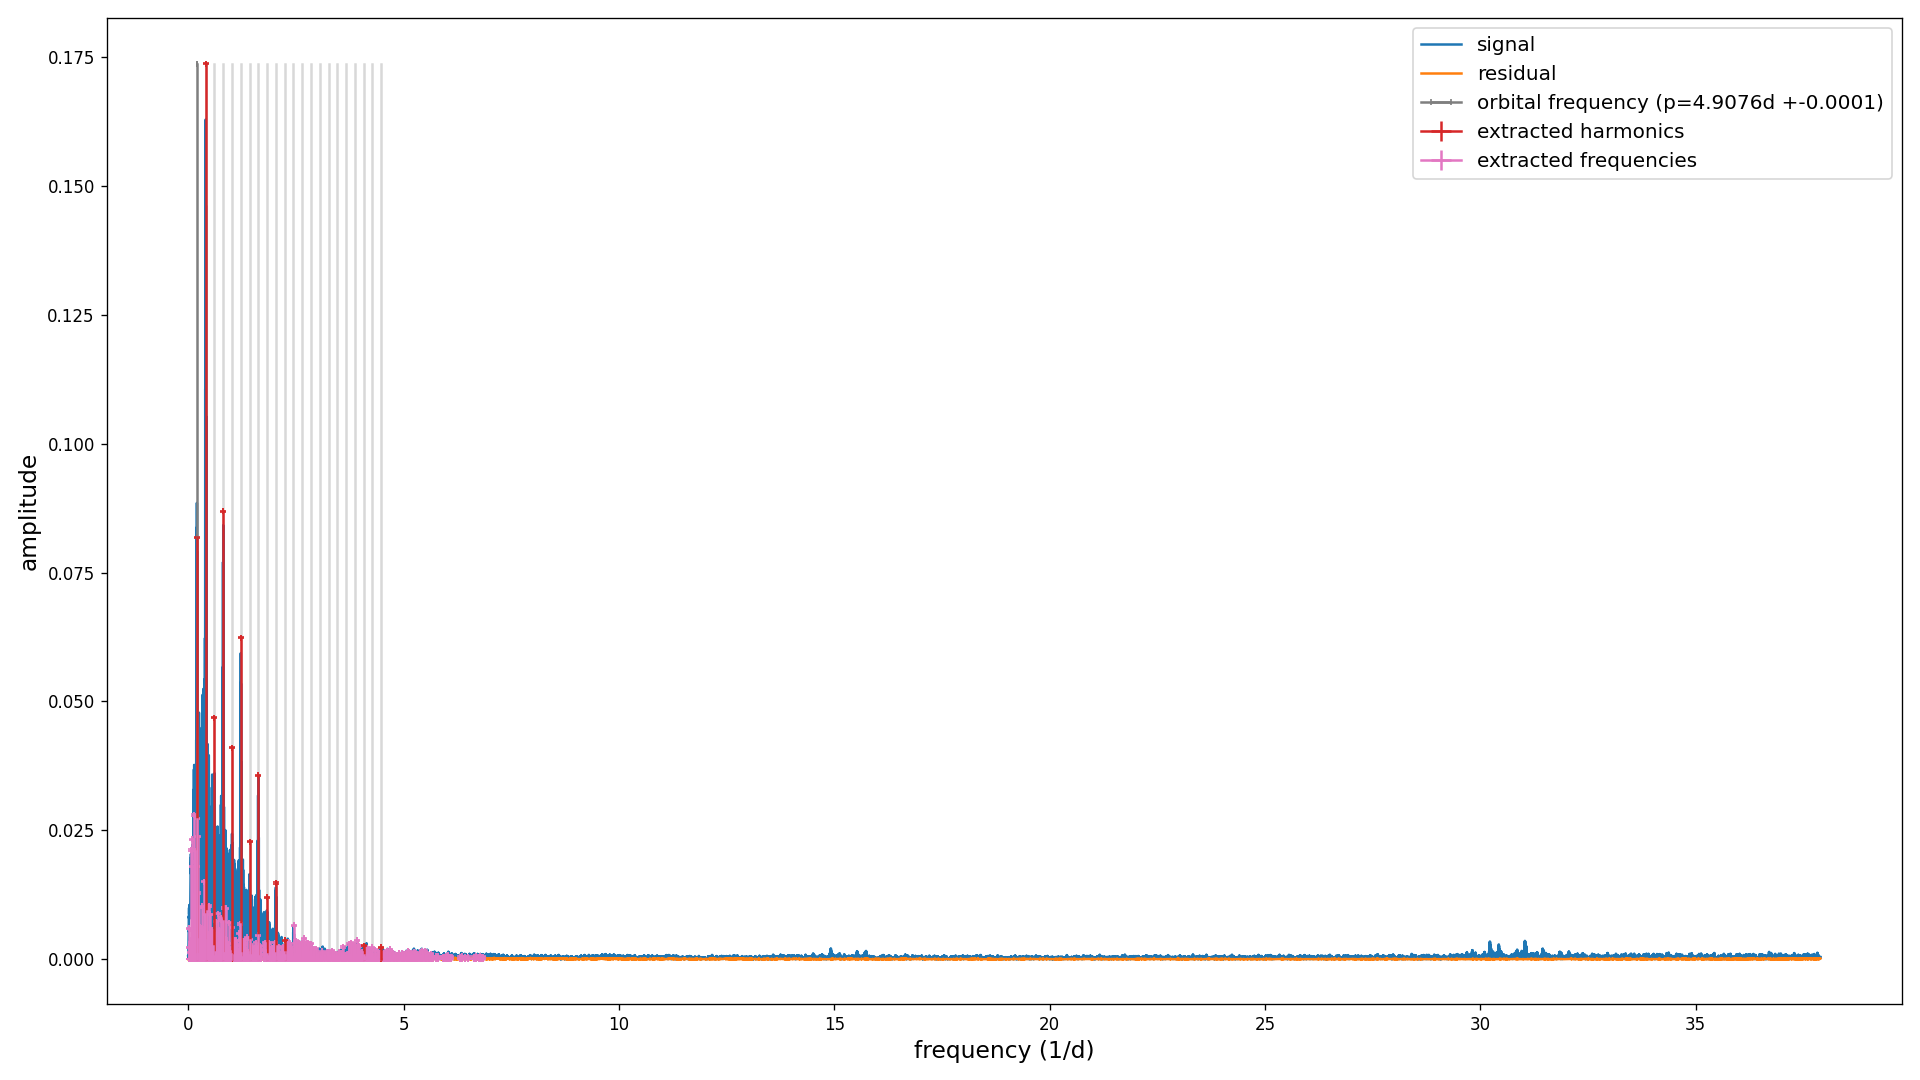 signal
residual
orbital frequency (p=4.9076d +-0.0001)
extracted harmonics
extracted frequencies
amplitude
0.175
0.150
0.125
0.100
0.075
0.050
0.025
0.000
0 5 10 15 20 25 30 35
frequency (1/d)